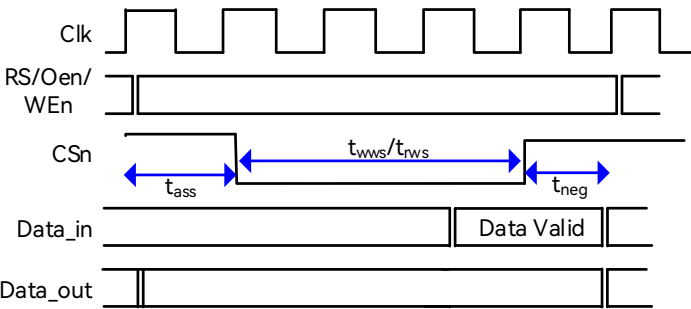 Clk
RS/Oen/
WEn
CSn
twws/trws
tass
tneg
Data_in
Data Valid
Data_out